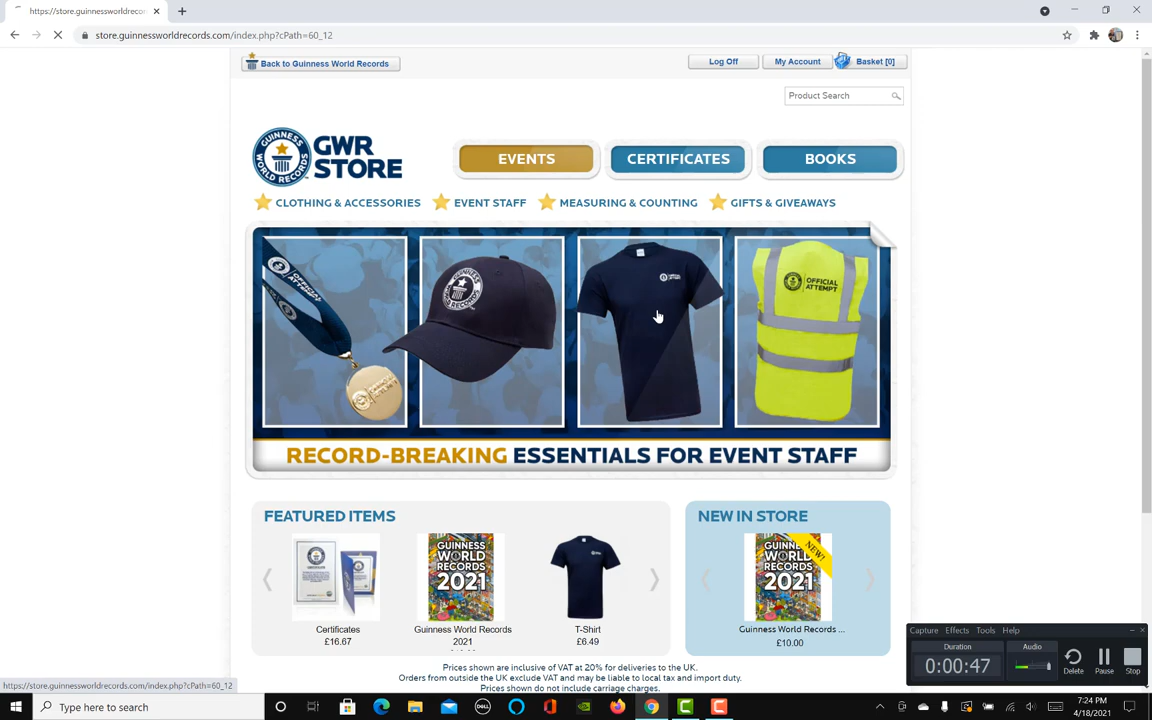 https://store.guinnessworldrecor
store.guinnessworldrecords.com/index.php?cPath=60_12
Back to Guinness World Records
Log Off
My Account
Basket [0]
Product Search
GUINNESS WORLD RECORDS
GWR STORE
EVENTS
CERTIFICATES
BOOKS
CLOTHING & ACCESSORIES
EVENT STAFF
MEASURING & COUNTING
GIFTS & GIVEAWAYS
OFFICIAL ATTEMPT
OFFICIAL ATTEMPT
RECORD-BREAKING ESSENTIALS FOR EVENT STAFF
FEATURED ITEMS
NEW IN STORE
GUINNESS WORLD RECORDS 2021
GUINNESS WORLD RECORDS 2021
NEW!
Certificates
£16.67
Guinness World Records 2021
T-Shirt
£6.49
Guinness World Records ...
£10.00
Prices shown are inclusive of VAT at 20% for deliveries to the UK.
Orders from outside the UK exclude VAT and may be liable to local tax and import duty.
Prices shown do not include carriage charges.
Capture Effects Tools Help
Duration
0:00:47
Audio
Delete
Pause
Stop
https://store.guinnessworldrecords.com/index.php?cPath=60_12
Type here to search
DELL
7:24 PM
4/18/2021